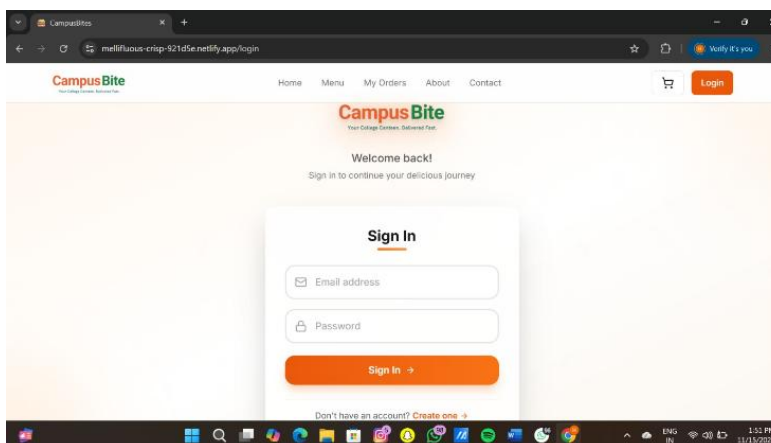 CampusBites
mellifluous-crisp-921d5e.netlify.app/login
Verify it's you
CampusBite
Your College Canteen, Delivered Fast.
Home Menu My Orders About Contact
Login
CampusBite
Your College Canteen, Delivered Fast.
Welcome back!
Sign in to continue your delicious journey
Sign In
Email address
Password
Sign In →
Don't have an account? Create one →
ENG
IN
1:51 PM